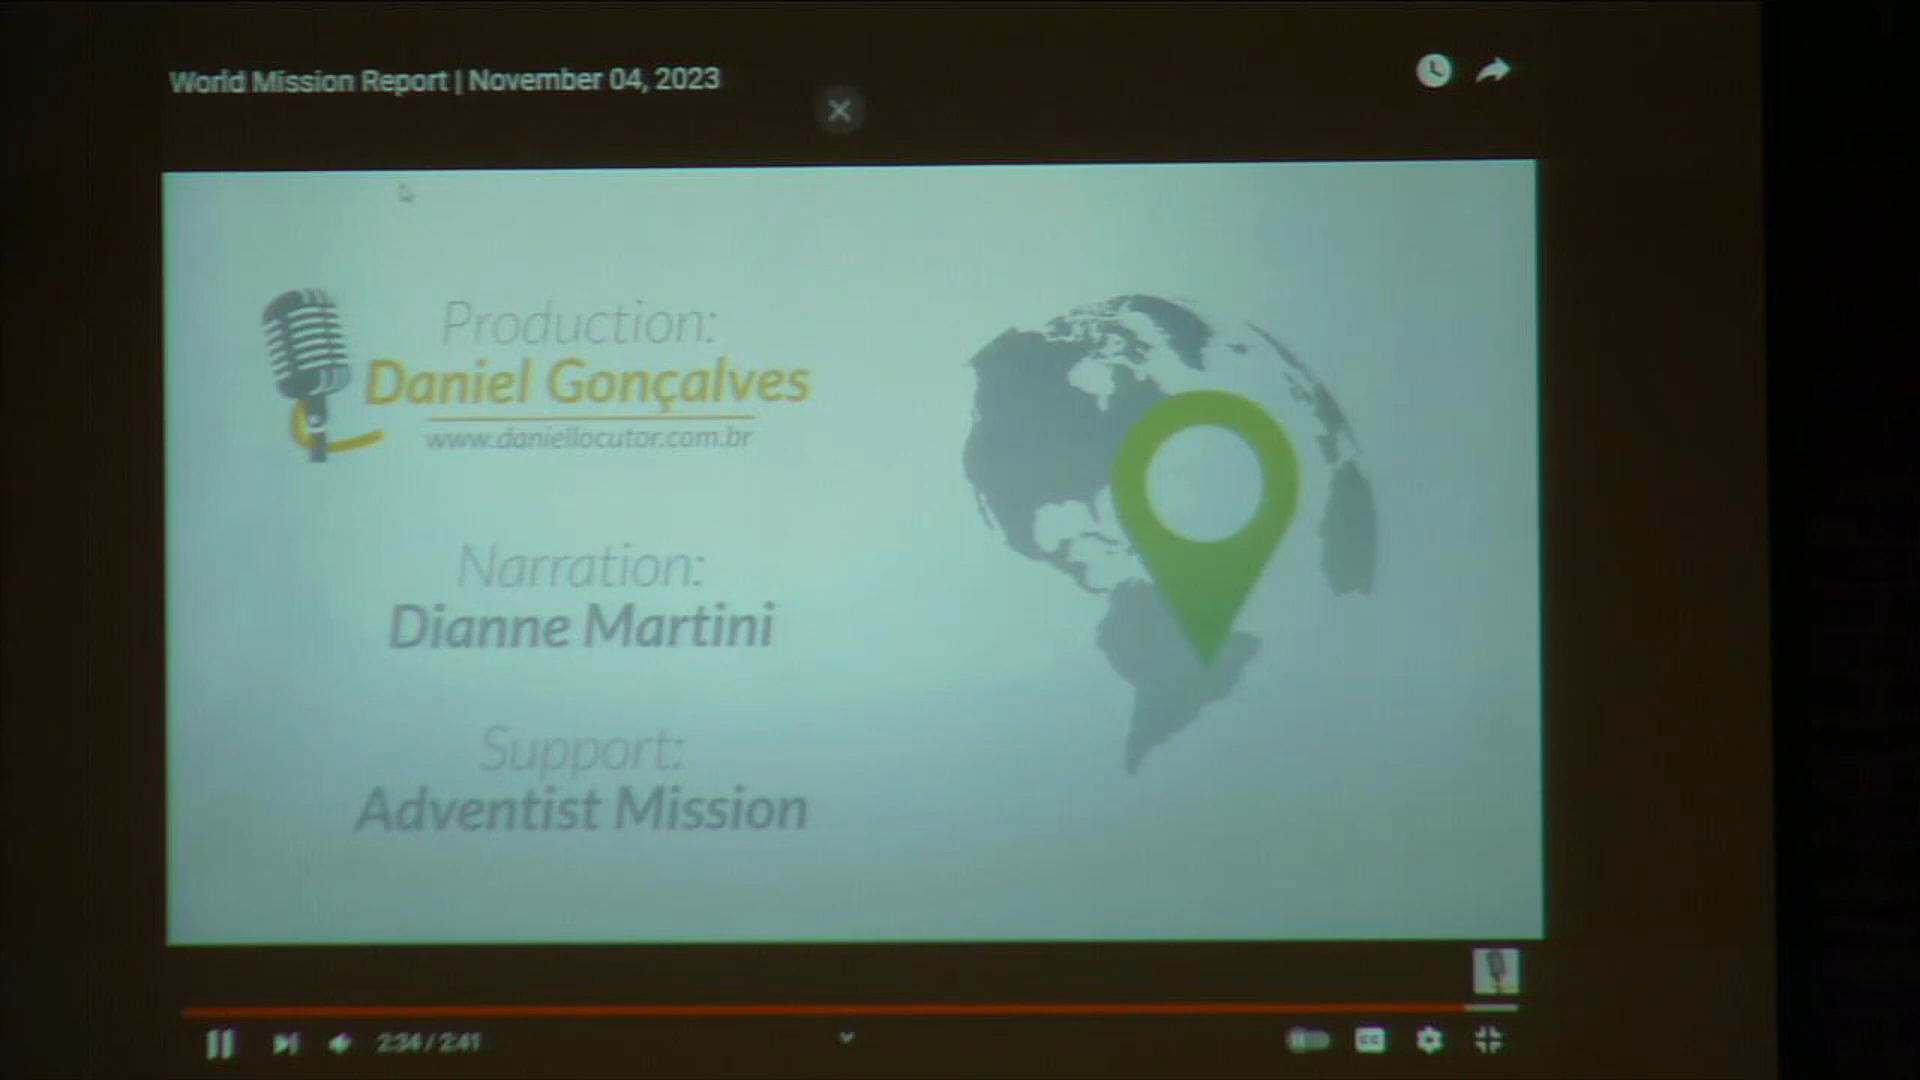 World Mission Report | November 04, 2023
Production:
Daniel Gonçalves
www.daniellocutor.com.br
Narration:
Dianne Martini
Support:
Adventist Mission
2:34 / 2:41
CC